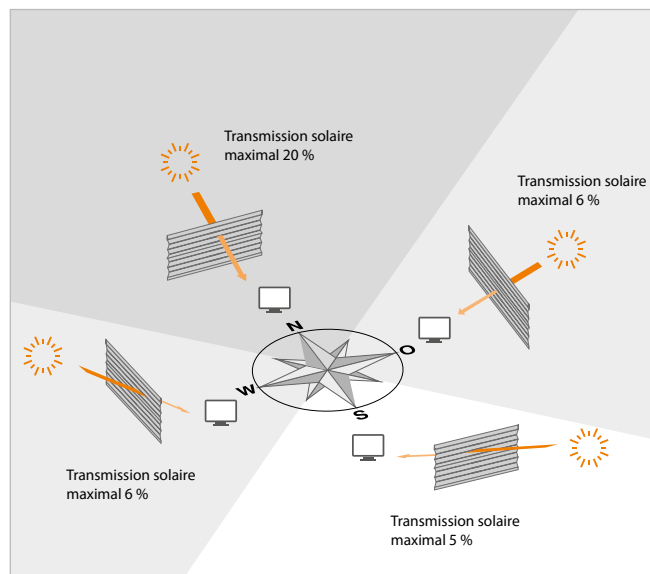 Transmission solaire
maximal 20 %
Transmission solaire
maximal 6 %
N
O
W
S
Transmission solaire
maximal 6 %
Transmission solaire
maximal 5 %